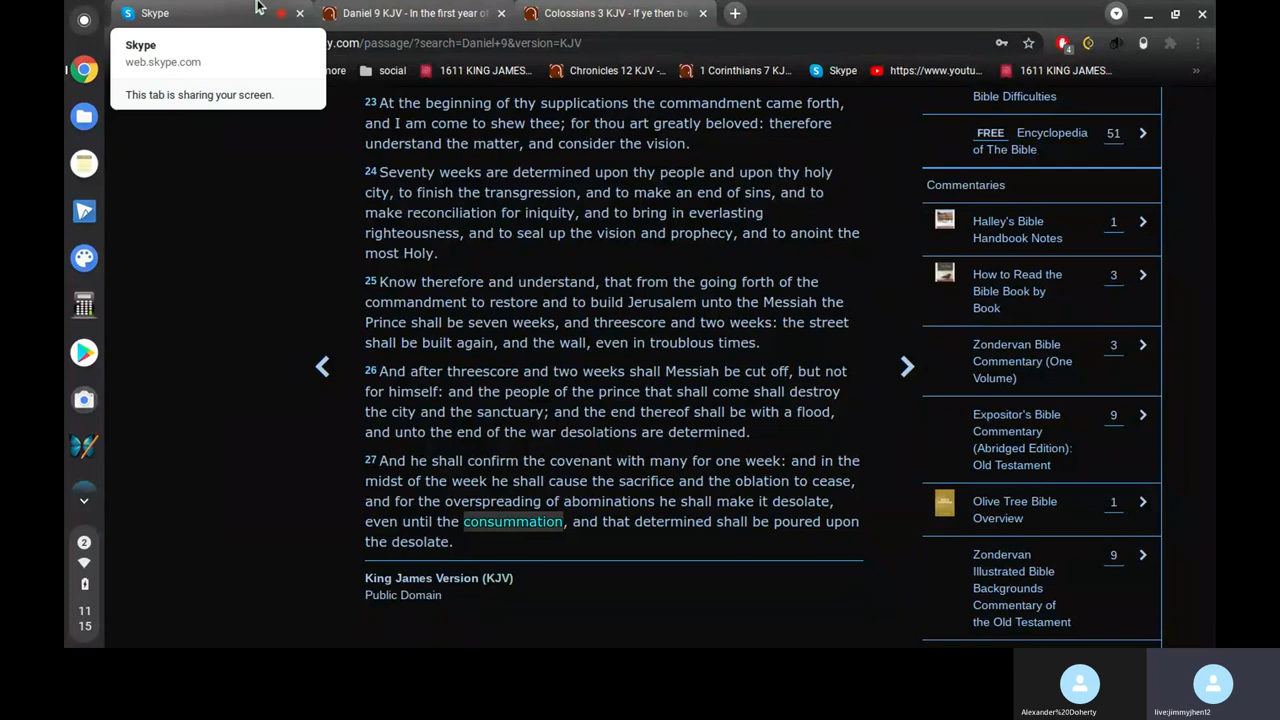 Skype
Daniel 9 KJV - In the first year of
Colossians 3 KJV - If ye then be
Skype
web.skype.com
This tab is sharing your screen.
y.com/passage/?search=Daniel+9&version=KJV
4
more
social
1611 KING JAMES...
Chronicles 12 KJV -...
1 Corinthians 7 KJ...
Skype
https://www.youtu...
1611 KING JAMES...
»
23 At the beginning of thy supplications the commandment came forth,
and I am come to shew thee; for thou art greatly beloved: therefore
understand the matter, and consider the vision.
24 Seventy weeks are determined upon thy people and upon thy holy
city, to finish the transgression, and to make an end of sins, and to
make reconciliation for iniquity, and to bring in everlasting
righteousness, and to seal up the vision and prophecy, and to anoint the
most Holy.
25 Know therefore and understand, that from the going forth of the
commandment to restore and to build Jerusalem unto the Messiah the
Prince shall be seven weeks, and threescore and two weeks: the street
shall be built again, and the wall, even in troublous times.
26 And after threescore and two weeks shall Messiah be cut off, but not
for himself: and the people of the prince that shall come shall destroy
the city and the sanctuary; and the end thereof shall be with a flood,
and unto the end of the war desolations are determined.
27 And he shall confirm the covenant with many for one week: and in the
midst of the week he shall cause the sacrifice and the oblation to cease,
and for the overspreading of abominations he shall make it desolate,
even until the consummation, and that determined shall be poured upon
the desolate.
King James Version (KJV)
Public Domain
Bible Difficulties
FREE Encyclopedia
of The Bible
51
Commentaries
Halley's Bible
Handbook Notes
1
How to Read the
Bible Book by
Book
3
Zondervan Bible
Commentary (One
Volume)
3
Expositor's Bible
Commentary
(Abridged Edition):
Old Testament
9
Olive Tree Bible
Overview
1
Zondervan
Illustrated Bible
Backgrounds
Commentary of
the Old Testament
9
2
11
15
Alexander%20Doherty
live:jimmyjhen12